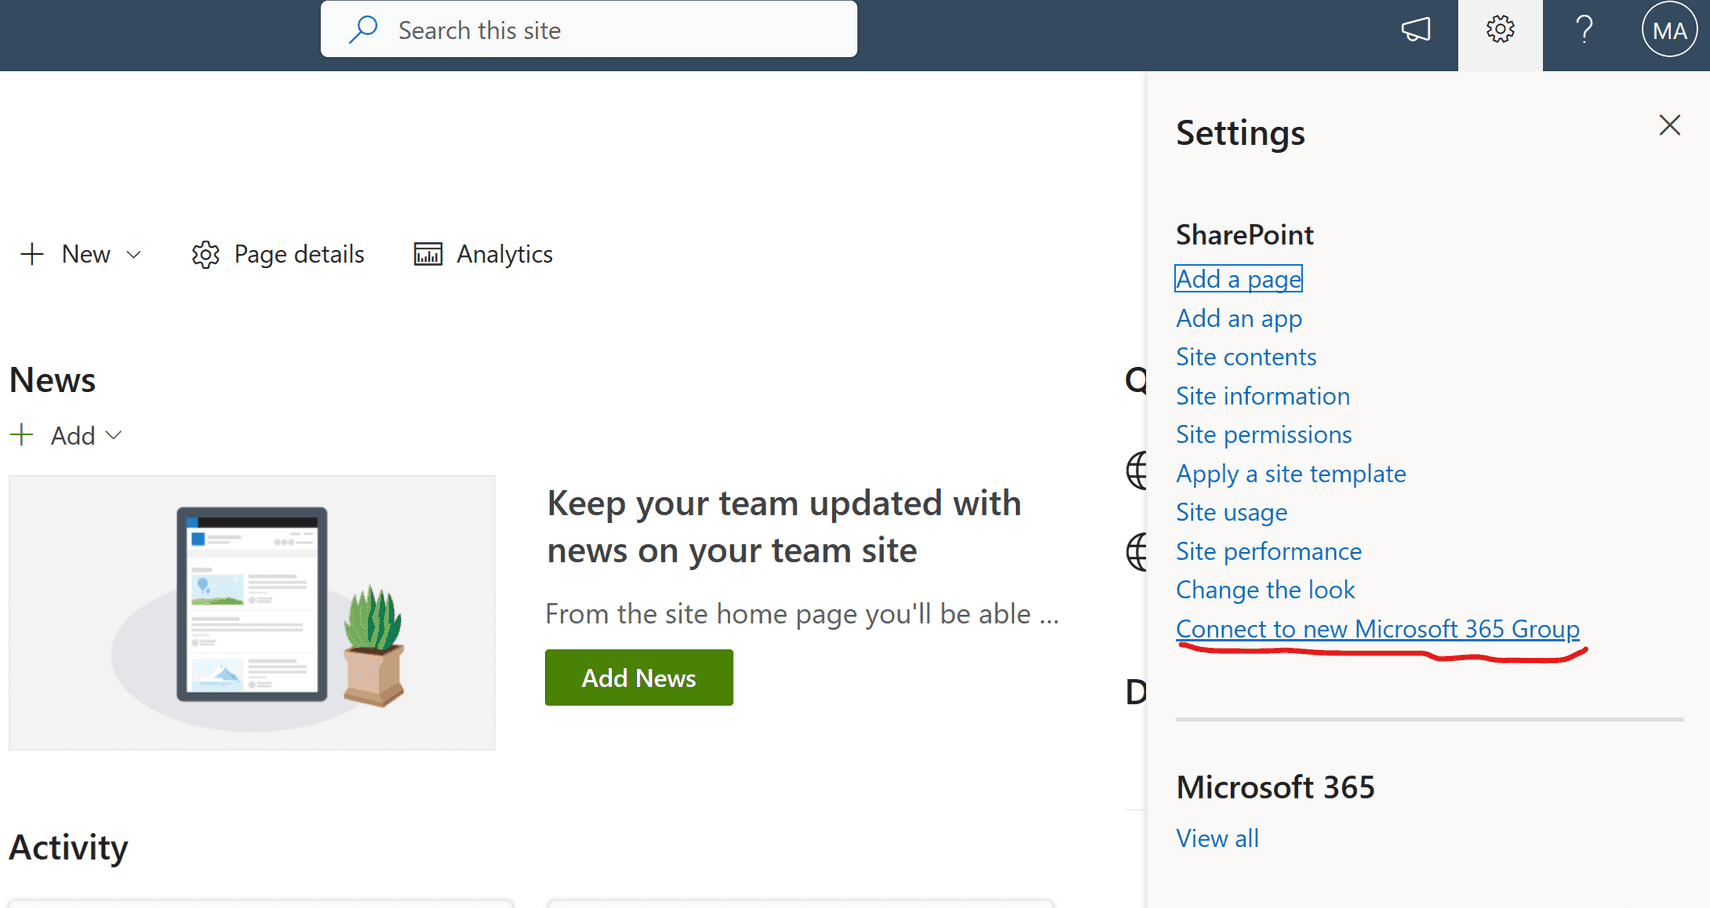 Search this site
MA
Settings
SharePoint
Add a page
Add an app
Site contents
Site information
Site permissions
Apply a site template
Site usage
Site performance
Change the look
Connect to new Microsoft 365 Group
Microsoft 365
View all
New
Page details
Analytics
News
Add
Keep your team updated with
news on your team site
From the site home page you'll be able ...
Add News
Activity